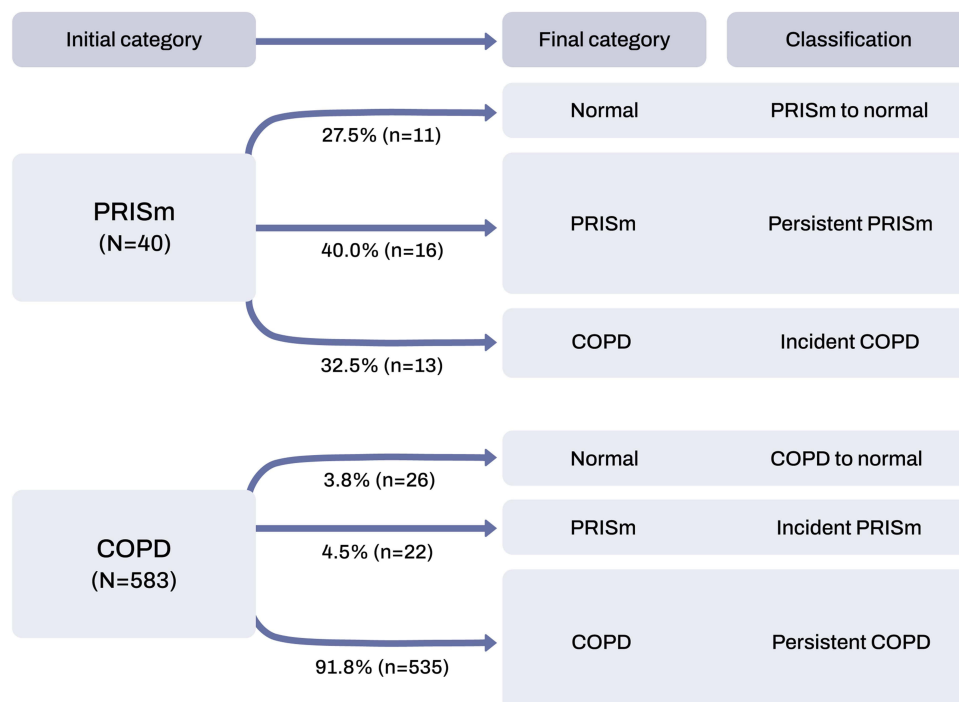 Initial category
Final category
Classification
27.5% (n=11)
Normal
PRISm to normal
PRISm
(N=40)
40.0% (n=16)
PRISm
Persistent PRISm
32.5% (n=13)
COPD
Incident COPD
3.8% (n=26)
Normal
COPD to normal
COPD
(N=583)
4.5% (n=22)
PRISm
Incident PRISm
91.8% (n=535)
COPD
Persistent COPD